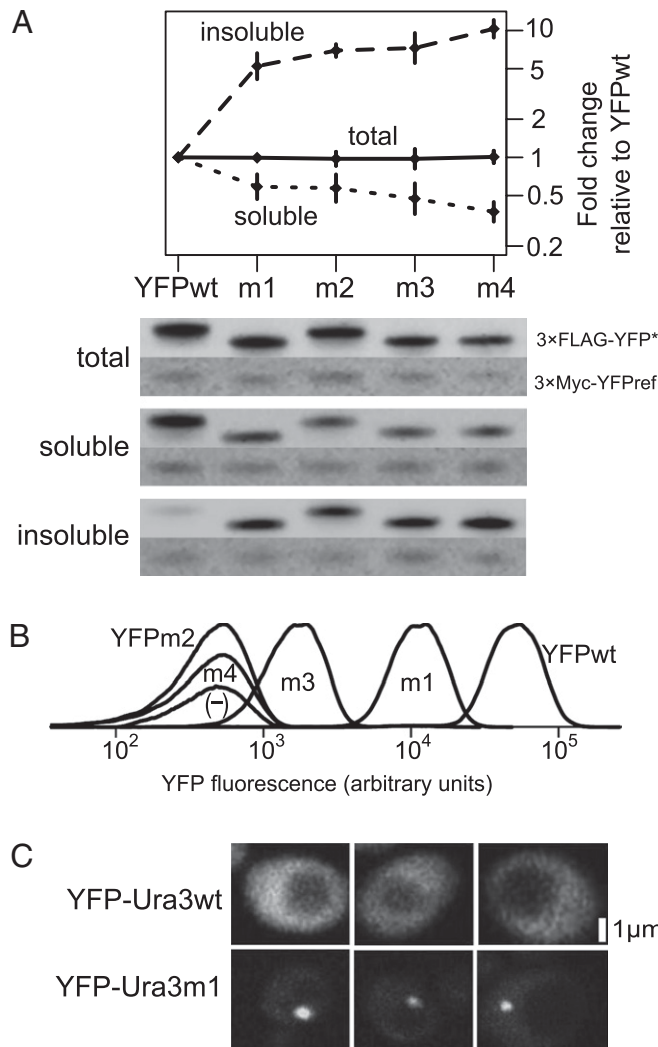 A
insoluble
total
soluble
10
5
2
1
0.5
0.2
Fold change
relative to YFPwt
YFPwt m1 m2 m3 m4
total
3×FLAG-YFP*
3×Myc-YFPref
soluble
insoluble
B
YFPm2
m4
(−)
m3
m1
YFPwt
10² 10³ 10⁴ 10⁵
YFP fluorescence (arbitrary units)
C
YFP-Ura3wt
1µm
YFP-Ura3m1